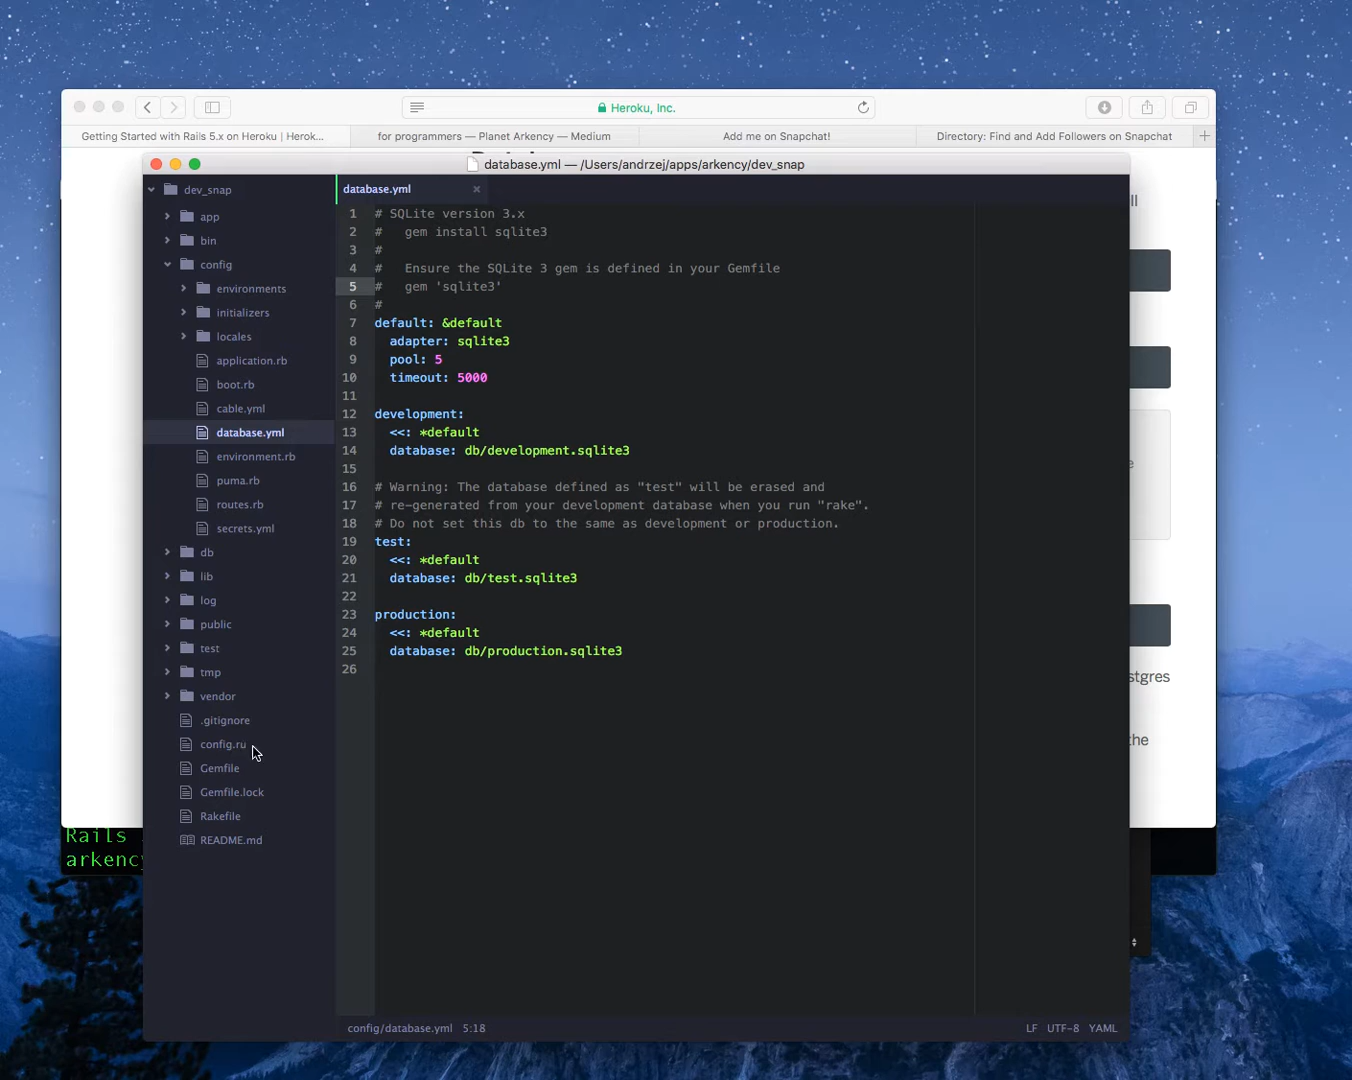 Heroku, Inc.
Getting Started with Rails 5.x on Heroku | Herok...
for programmers — Planet Arkency — Medium
Add me on Snapchat!
Directory: Find and Add Followers on Snapchat
database.yml — /Users/andrzej/apps/arkency/dev_snap
dev_snap
app
bin
config
environments
initializers
locales
application.rb
boot.rb
cable.yml
database.yml
environment.rb
puma.rb
routes.rb
secrets.yml
db
lib
log
public
test
tmp
vendor
.gitignore
config.ru
Gemfile
Gemfile.lock
Rakefile
README.md
database.yml
1 # SQLite version 3.x
2 #   gem install sqlite3
3 #
4 #   Ensure the SQLite 3 gem is defined in your Gemfile
5 #   gem 'sqlite3'
6 #
7 default: &default
8   adapter: sqlite3
9   pool: 5
10   timeout: 5000
11
12 development:
13   <<: *default
14   database: db/development.sqlite3
15
16 # Warning: The database defined as "test" will be erased and
17 # re-generated from your development database when you run "rake".
18 # Do not set this db to the same as development or production.
19 test:
20   <<: *default
21   database: db/test.sqlite3
22
23 production:
24   <<: *default
25   database: db/production.sqlite3
26
config/database.yml 5:18
LF UTF-8 YAML
ll
e
stgres
the
Rails
arkency